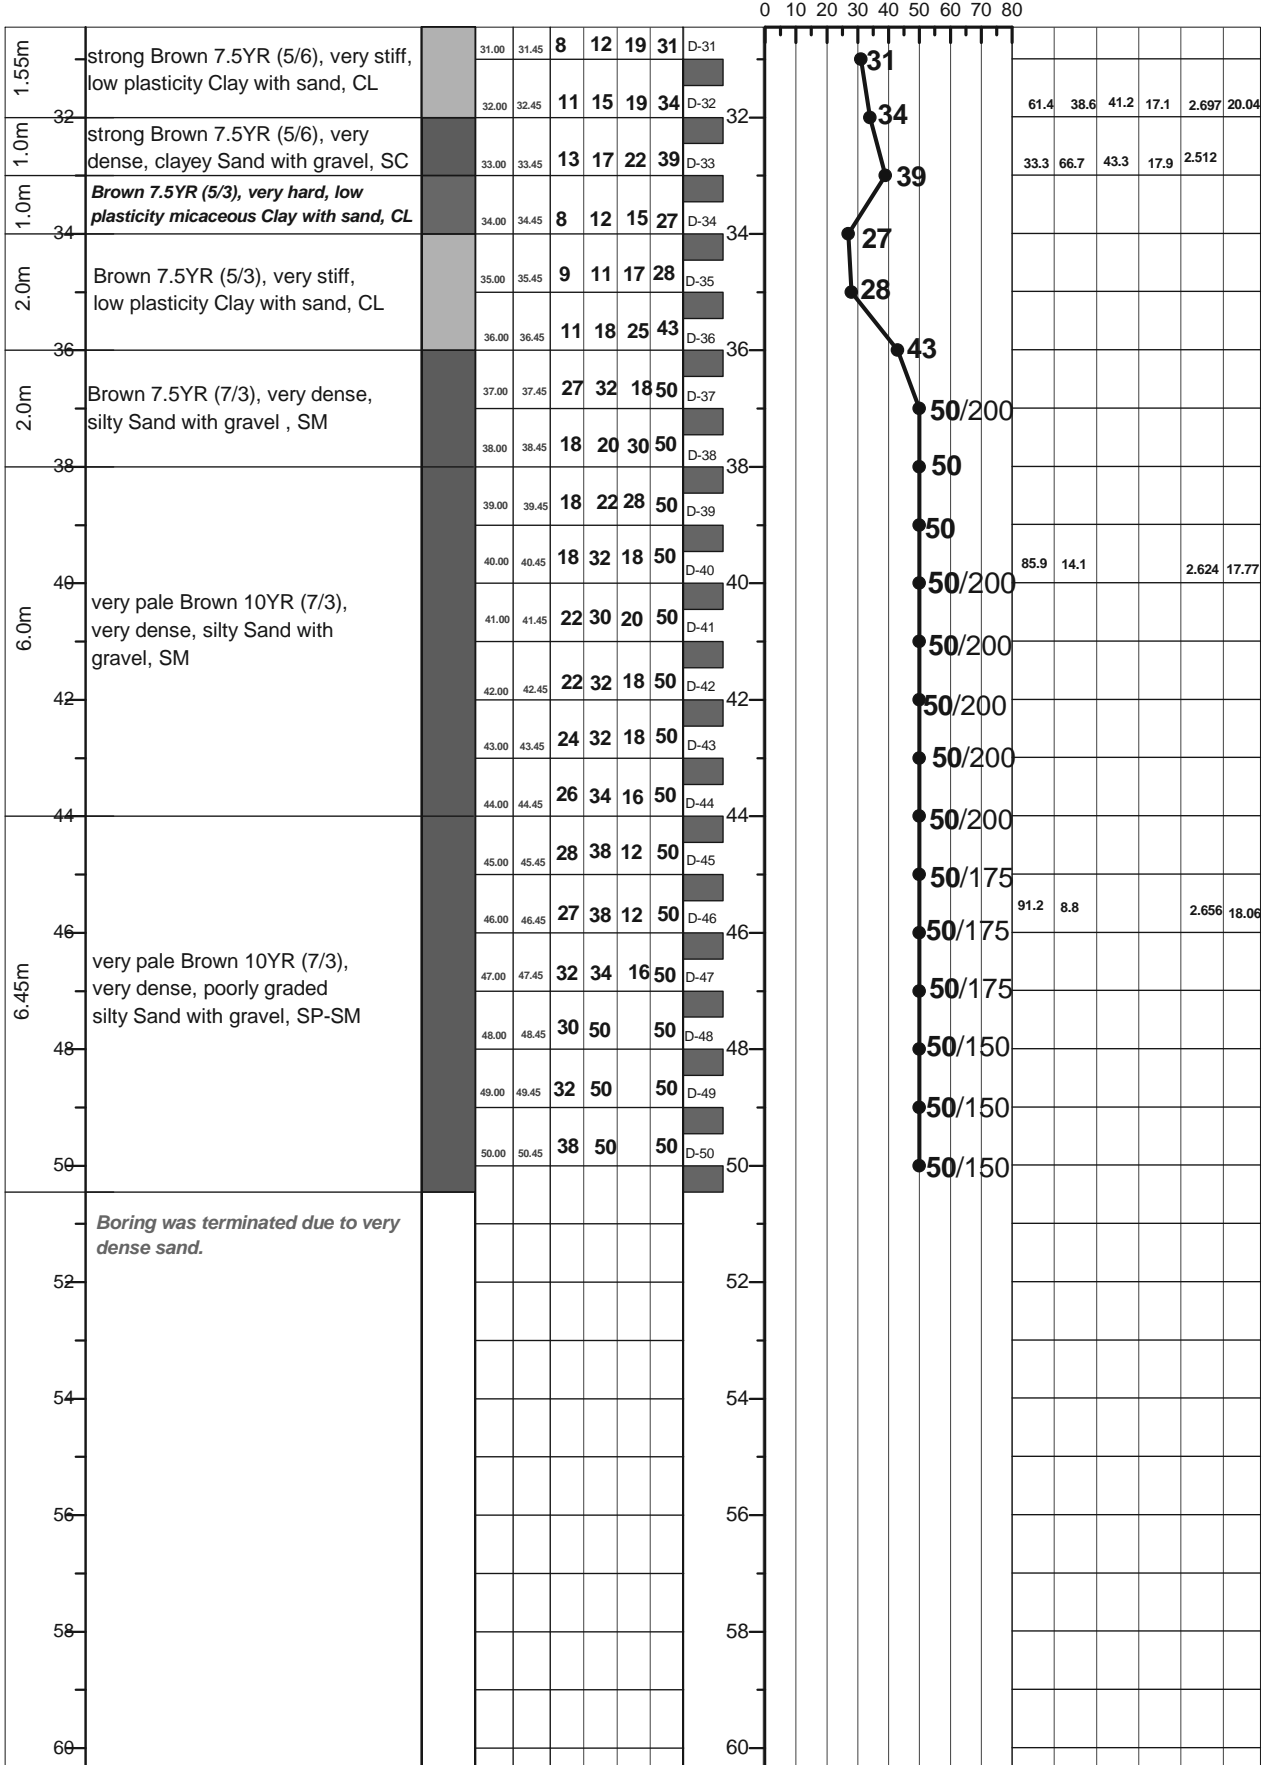 0 10 20 30 40 50 60 70 80
1.55m
strong Brown 7.5YR (5/6), very stiff,
low plasticity Clay with sand, CL
31.00 31.45 8 12 19 31 D-31
31
32.00 32.45 11 15 19 34 D-32
34
61.4 38.6 41.2 17.1 2.697 20.04
32 32
1.0m
strong Brown 7.5YR (5/6), very
dense, clayey Sand with gravel, SC
33.00 33.45 13 17 22 39 D-33
39
33.3 66.7 43.3 17.9 2.512
1.0m
Brown 7.5YR (5/3), very hard, low
plasticity micaceous Clay with sand, CL
34.00 34.45 8 12 15 27 D-34
27
34 34
2.0m
Brown 7.5YR (5/3), very stiff,
low plasticity Clay with sand, CL
35.00 35.45 9 11 17 28 D-35
28
36.00 36.45 11 18 25 43 D-36
43
36 36
2.0m
Brown 7.5YR (7/3), very dense,
silty Sand with gravel , SM
37.00 37.45 27 32 18 50 D-37
50/200
38.00 38.45 18 20 30 50 D-38
50
38 38
39.00 39.45 18 22 28 50 D-39
50
40.00 40.45 18 32 18 50 D-40
50/200
85.9 14.1 2.624 17.77
40 40
6.0m
very pale Brown 10YR (7/3),
very dense, silty Sand with
gravel, SM
41.00 41.45 22 30 20 50 D-41
50/200
42.00 42.45 22 32 18 50 D-42
50/200
42 42
43.00 43.45 24 32 18 50 D-43
50/200
44.00 44.45 26 34 16 50 D-44
50/200
44 44
45.00 45.45 28 38 12 50 D-45
50/175
46.00 46.45 27 38 12 50 D-46
50/175
91.2 8.8 2.656 18.06
46 46
6.45m
very pale Brown 10YR (7/3),
very dense, poorly graded
silty Sand with gravel, SP-SM
47.00 47.45 32 34 16 50 D-47
50/175
48.00 48.45 30 50 50 D-48
50/150
48 48
49.00 49.45 32 50 50 D-49
50/150
50.00 50.45 38 50 50 D-50
50/150
50 50
Boring was terminated due to very
dense sand.
52 52
54 54
56 56
58 58
60 60